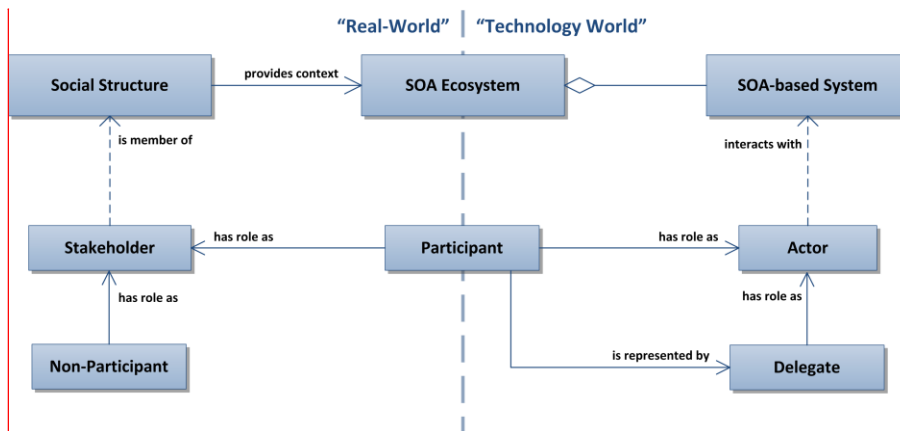 “Real-World”
“Technology World”
Social Structure
provides context
SOA Ecosystem
SOA-based System
is member of
interacts with
Stakeholder
has role as
Participant
has role as
Actor
has role as
has role as
Non-Participant
is represented by
Delegate